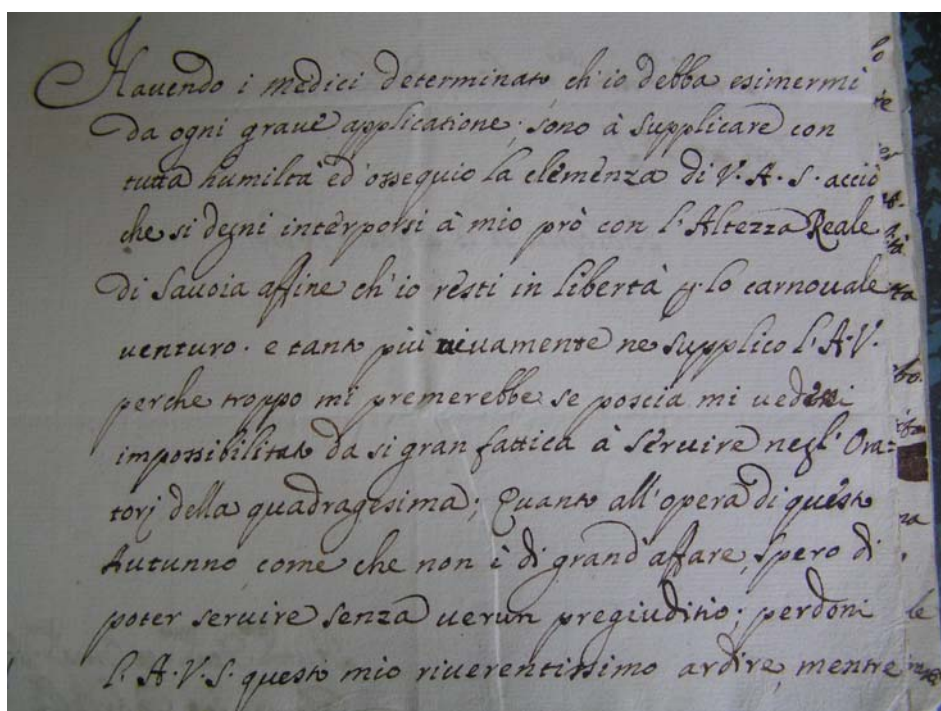 Hauendo i medici determinato ch'io debba esimermi
da ogni graue applicatione; sono à supplicare con
tutta humiltà ed ossequio la clemenza di V. A. S. acciò
che si degni interporsi à mio prò con l'Altezza Reale
di Sauoia affine ch'io resti in libertà p. lo carnouale
uenturo. e tanto più uiuamente ne supplico l'A. V.
perche troppo mi premerebbe se poscia mi uedessi
impossibilitato da si gran fattica à seruire negl'Ora=
torj della quadragesima; Quanto all'opera di questo
Autunno come che non è di grand'affare, spero di
poter seruire senza uerun pregiuditio; perdoni
l. A. V. S. questo mio riuerentissimo ardire, mentre